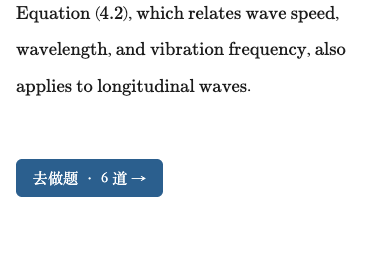 Equation (4.2), which relates wave speed,
wavelength, and vibration frequency, also
applies to longitudinal waves.
去做题 · 6 道 →